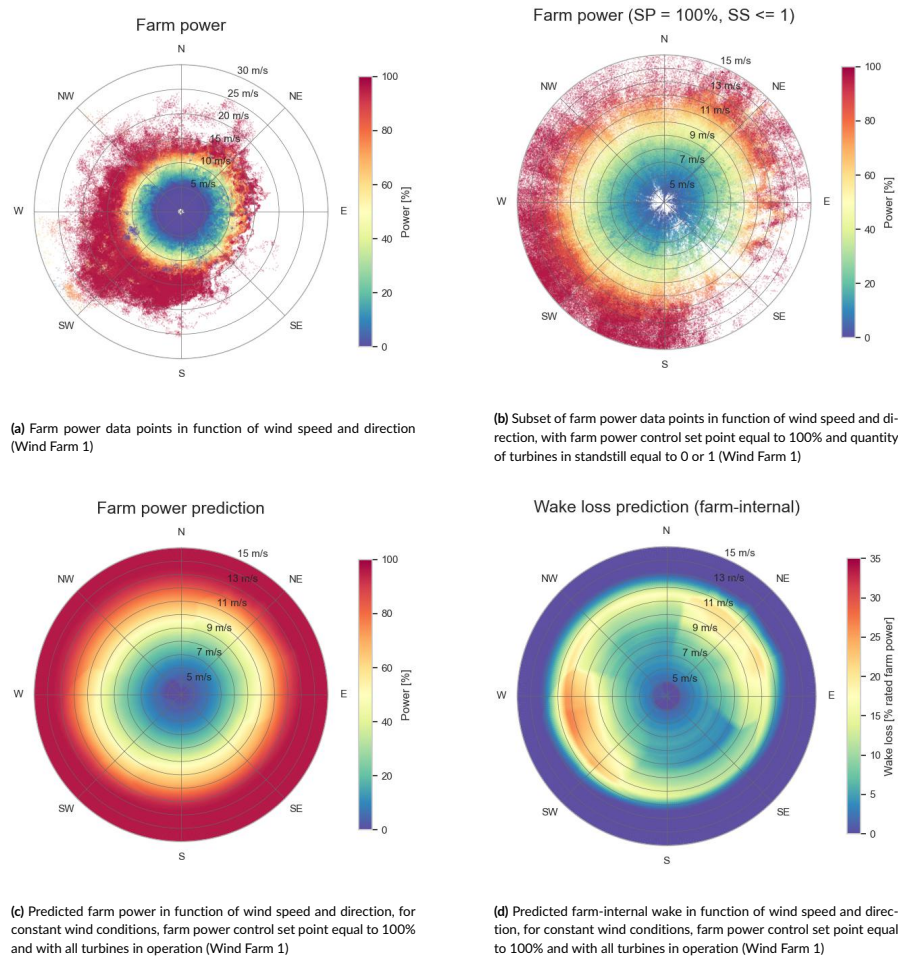 Farm power
N
30 m/s
25 m/s
20 m/s
15 m/s
10 m/s
5 m/s
NW
NE
W
E
SW
SE
S
100
80
60
40
20
0
Power [%]
(a) Farm power data points in function of wind speed and direction
(Wind Farm 1)
Farm power (SP = 100%, SS <= 1)
N
15 m/s
13 m/s
11 m/s
9 m/s
7 m/s
5 m/s
NW
NE
W
E
SW
SE
S
100
80
60
40
20
0
Power [%]
(b) Subset of farm power data points in function of wind speed and di-
rection, with farm power control set point equal to 100% and quantity
of turbines in standstill equal to 0 or 1 (Wind Farm 1)
Farm power prediction
N
15 m/s
13 m/s
11 m/s
9 m/s
7 m/s
5 m/s
NW
NE
W
E
SW
SE
S
100
80
60
40
20
0
Power [%]
(c) Predicted farm power in function of wind speed and direction, for
constant wind conditions, farm power control set point equal to 100%
and with all turbines in operation (Wind Farm 1)
Wake loss prediction (farm-internal)
N
15 m/s
13 m/s
11 m/s
9 m/s
7 m/s
5 m/s
NW
NE
W
E
SW
SE
S
35
30
25
20
15
10
5
0
Wake loss [% rated farm power]
(d) Predicted farm-internal wake in function of wind speed and direc-
tion, for constant wind conditions, farm power control set point equal
to 100% and with all turbines in operation (Wind Farm 1)